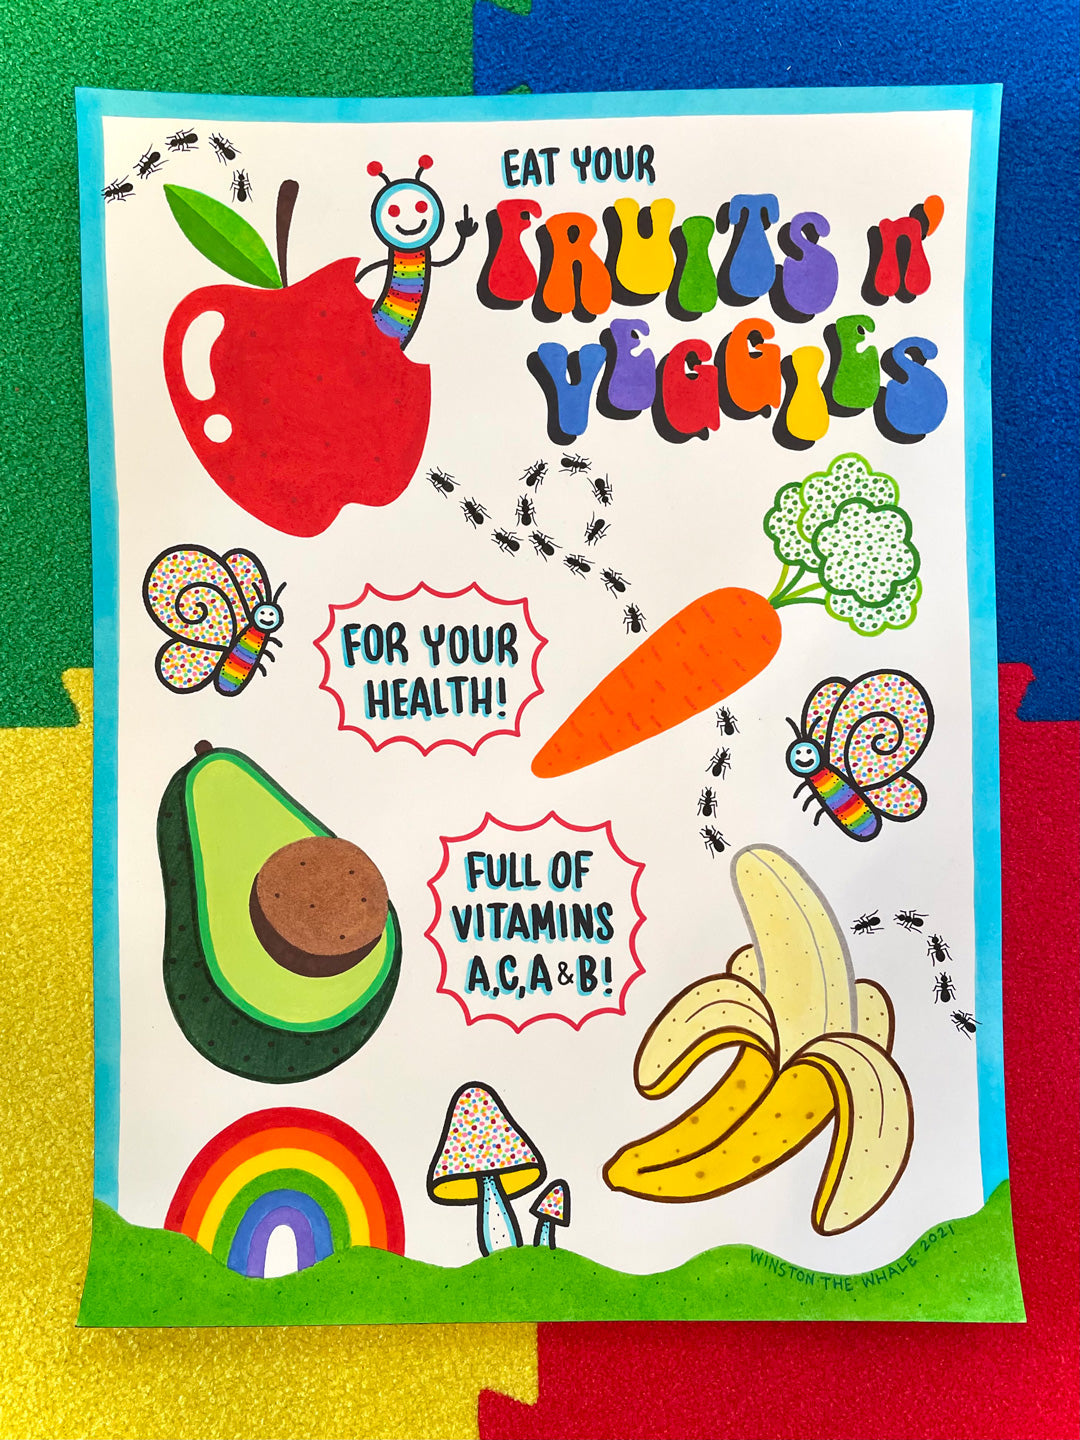 EAT YOUR
FRUITS N'
VEGGIES
FOR YOUR
HEALTH!
FULL OF
VITAMINS
A,C,A & B!
WINSTON THE WHALE 2021